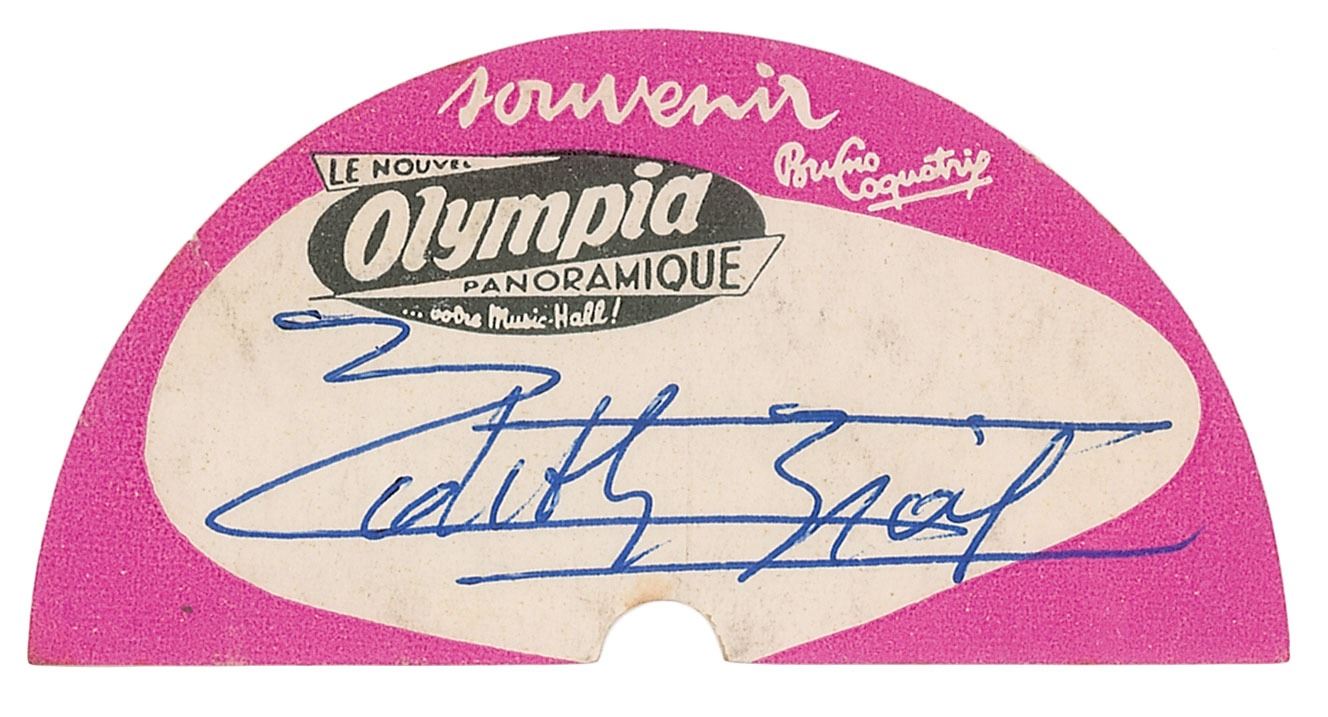 souvenir
Bruno
Coquatrix
LE NOUVEL
Olympia
PANORAMIQUE
... votre Music-Hall!
Edith Piaf